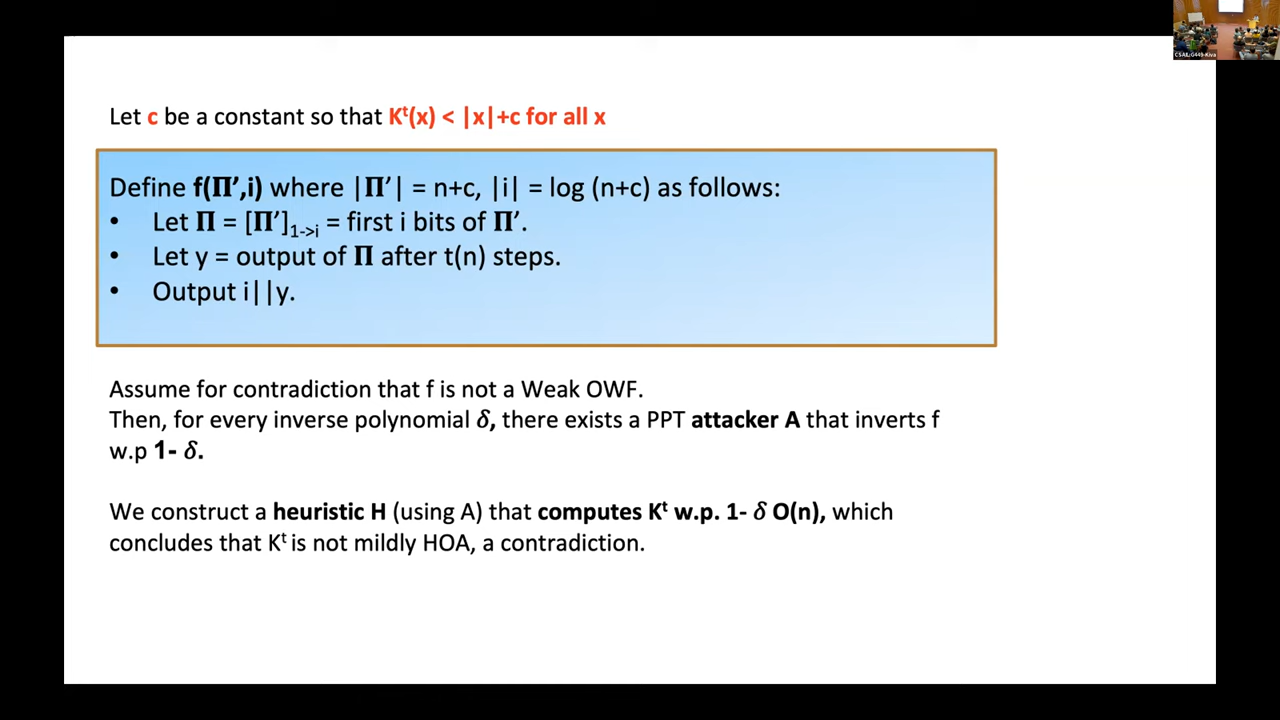 CSAIL-G449-Kiva
Let c be a constant so that Kᵗ(x) < |x|+c for all x
Define f(Π’,i) where |Π’| = n+c, |i| = log (n+c) as follows:
• Let Π = [Π’]₁->ᵢ = first i bits of Π’.
• Let y = output of Π after t(n) steps.
• Output i||y.
Assume for contradiction that f is not a Weak OWF.
Then, for every inverse polynomial δ, there exists a PPT attacker A that inverts f
w.p 1- δ.
We construct a heuristic H (using A) that computes Kᵗ w.p. 1- δ O(n), which
concludes that Kᵗ is not mildly HOA, a contradiction.